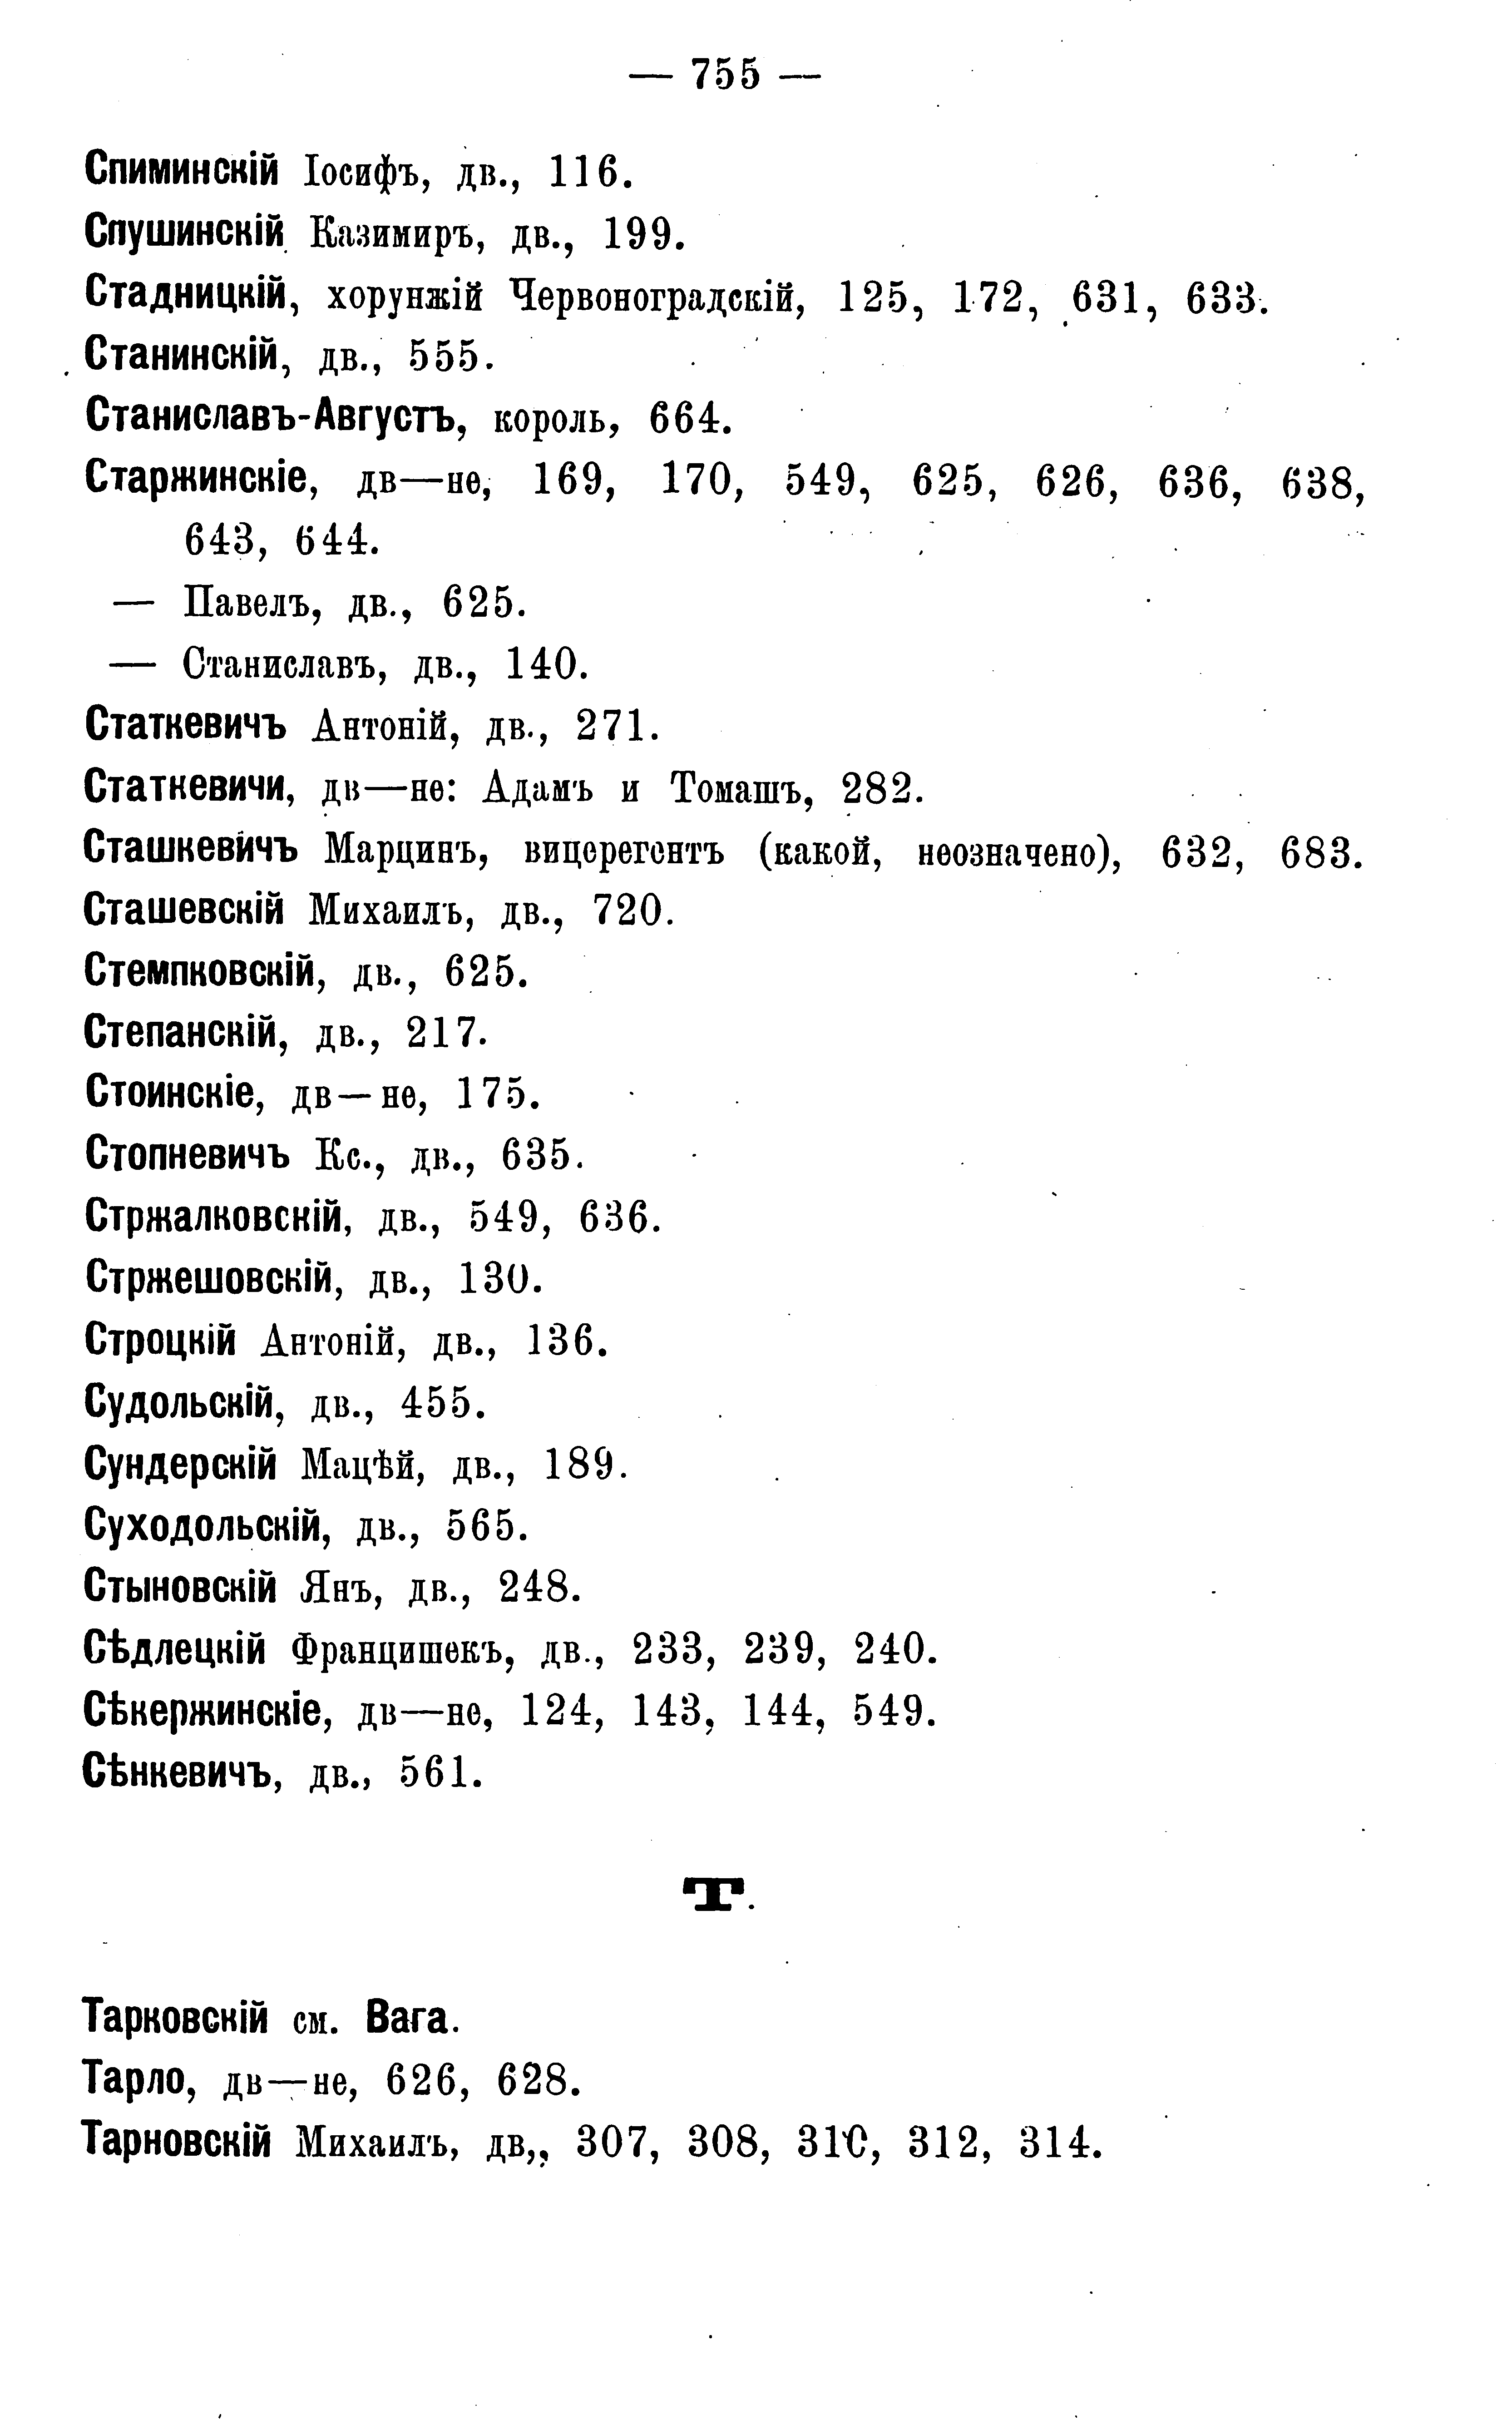 — 755 —
Спиминскій Іосифъ, дв., 116.
Спушинскій Казимиръ, дв., 199.
Стадницкій, хорунжій Червоноградскій, 125, 172, 631, 633.
Станинскій, дв., 555.
Станиславъ-Августъ, король, 664.
Старжинскіе, дв—не, 169, 170, 549, 625, 626, 636, 638,
643, 644.
— Павелъ, дв., 625.
— Станиславъ, дв., 140.
Статкевичъ Антоній, дв., 271.
Статкевичи, дв—не: Адамъ и Томашъ, 282.
Сташкевичъ Марцинъ, вицерегентъ (какой, неозначено), 632, 683.
Сташевскій Михаилъ, дв., 720.
Стемпковскій, дв., 625.
Степанскій, дв., 217.
Стоинскіе, дв—не, 175.
Стопневичъ Кс., дв., 635.
Стржалковскій, дв., 549, 636.
Стржешовскій, дв., 130.
Строцкій Антоній, дв., 136.
Судольскій, дв., 455.
Сундерскій Мацѣй, дв., 189.
Суходольскій, дв., 565.
Стыновскій Янъ, дв., 248.
Сѣдлецкій Францишекъ, дв., 233, 239, 240.
Сѣкержинскіе, дв—не, 124, 143, 144, 549.
Сѣнкевичъ, дв., 561.
Т.
Тарковскій см. Вага.
Тарло, дв—не, 626, 628.
Тарновскій Михаилъ, дв,, 307, 308, 310, 312, 314.